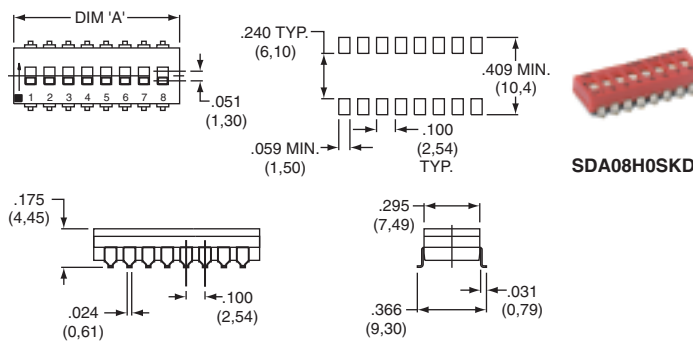 DIM 'A'
1 2 3 4 5 6 7 8
.051
(1,30)
.240 TYP.
(6,10)
.409 MIN.
(10,4)
.059 MIN.
(1,50)
.100
(2,54)
TYP.
SDA08H0SKD
.175
(4,45)
.024
(0,61)
.100
(2,54)
.295
(7,49)
.366
(9,30)
.031
(0,79)